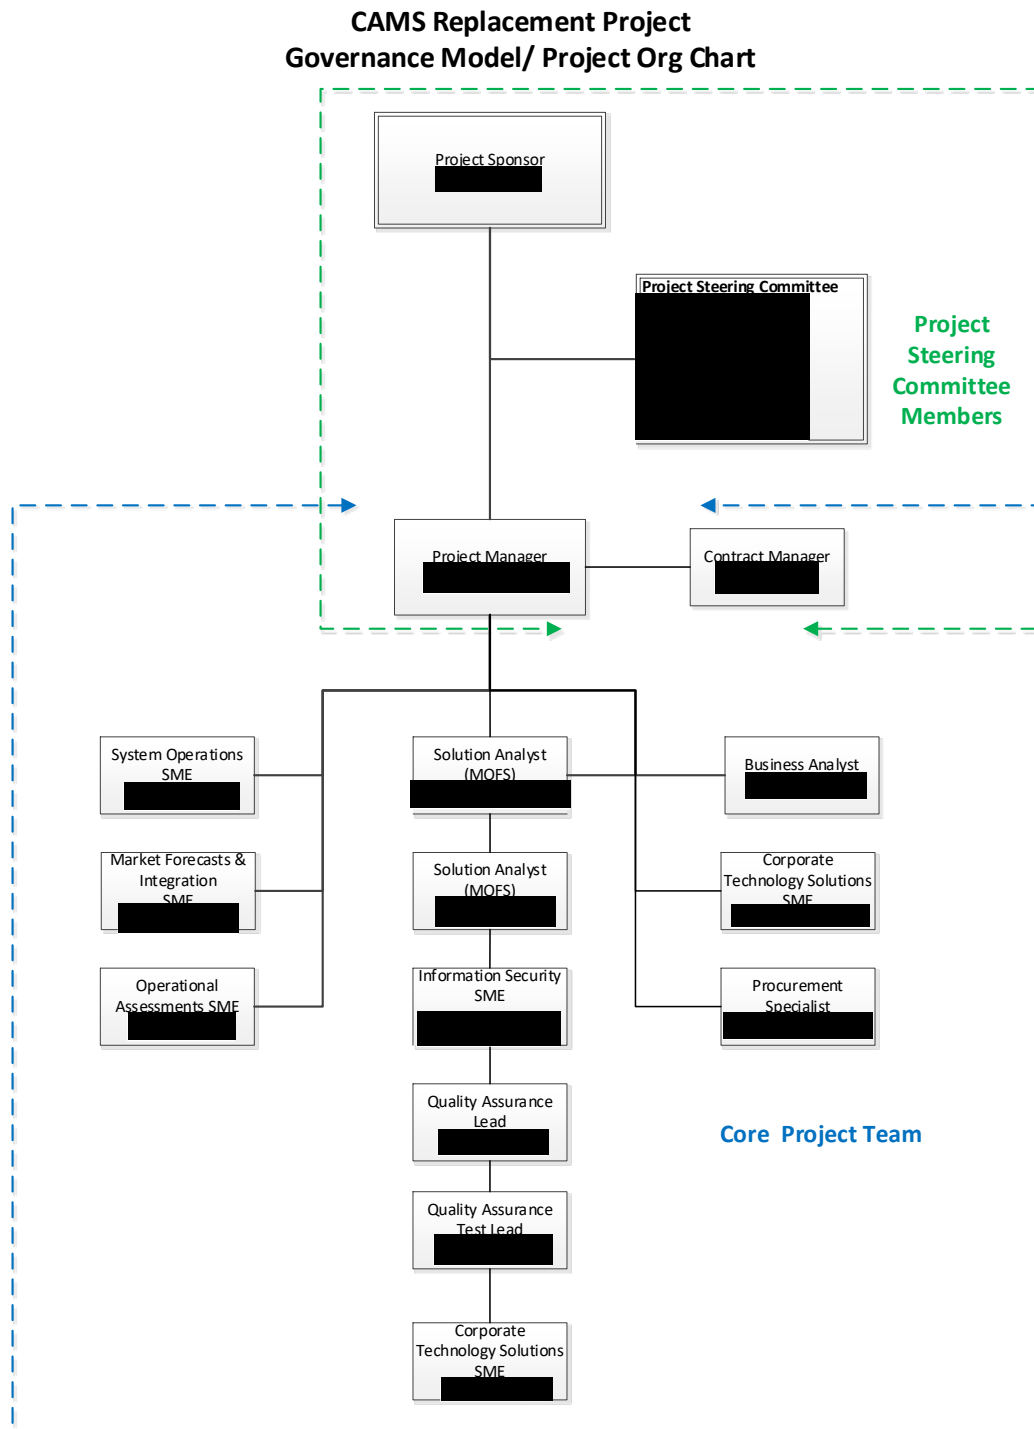 CAMS Replacement Project
Governance Model/ Project Org Chart
Project Sponsor
Project Steering Committee
Project
Steering
Committee
Members
Project Manager
Contract Manager
System Operations
SME
Solution Analyst
(MOFS)
Business Analyst
Market Forecasts &
Integration
SME
Solution Analyst
(MOFS)
Corporate
Technology Solutions
SME
Operational
Assessments SME
Information Security
SME
Procurement
Specialist
Quality Assurance
Lead
Core  Project Team
Quality Assurance
Test Lead
Corporate
Technology Solutions
SME